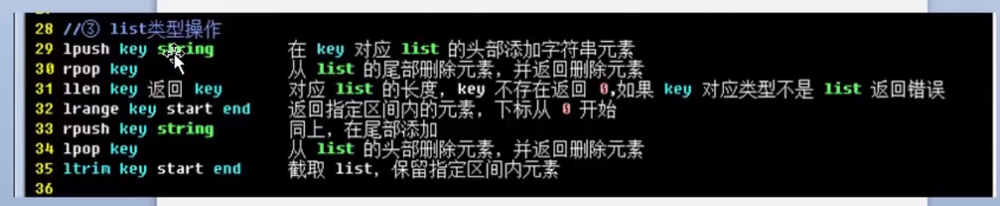 28 //③ list类型操作
29 lpush key string 在 key 对应 list 的头部添加字符串元素
30 rpop key 从 list 的尾部删除元素，并返回删除元素
31 llen key 返回 key 对应 list 的长度，key 不存在返回 0,如果 key 对应类型不是 list 返回错误
32 lrange key start end 返回指定区间内的元素，下标从 0 开始
33 rpush key string 同上，在尾部添加
34 lpop key 从 list 的头部删除元素，并返回删除元素
35 ltrim key start end 截取 list，保留指定区间内元素
36